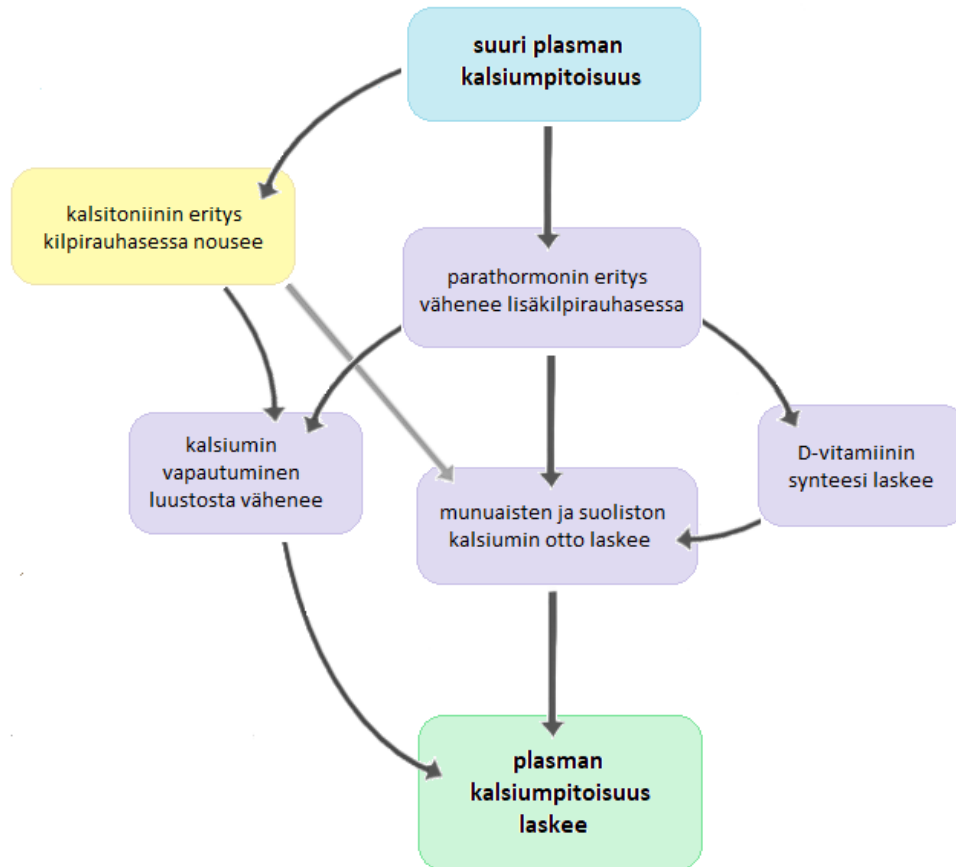 suuri plasman
kalsiumpitoisuus
kalsitoniinin eritys
kilpirauhasessa nousee
parathormonin eritys
vähenee lisäkilpirauhasessa
kalsiumin
vapautuminen
luustosta vähenee
D-vitamiinin
synteesi laskee
munuaisten ja suoliston
kalsiumin otto laskee
plasman
kalsiumpitoisuus
laskee